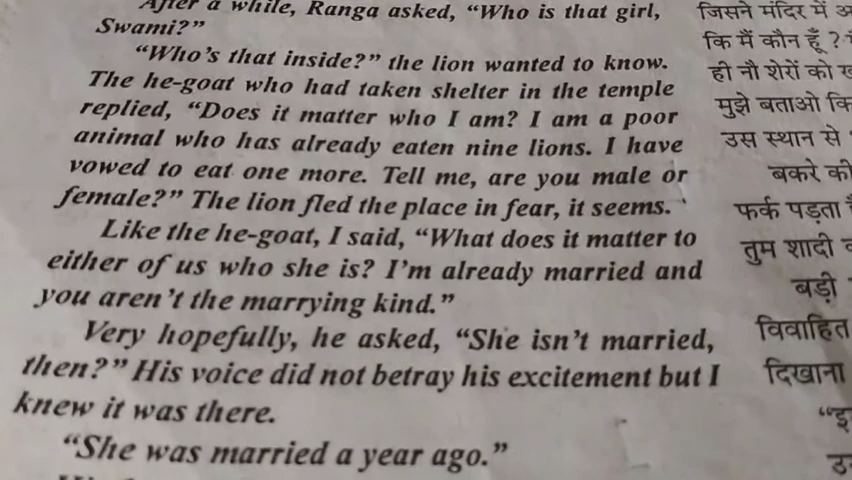 After a while, Ranga asked, “Who is that girl,
Swami?”
“Who’s that inside?” the lion wanted to know.
The he-goat who had taken shelter in the temple
replied, “Does it matter who I am? I am a poor
animal who has already eaten nine lions. I have
vowed to eat one more. Tell me, are you male or
female?” The lion fled the place in fear, it seems.
Like the he-goat, I said, “What does it matter to
either of us who she is? I’m already married and
you aren’t the marrying kind.”
Very hopefully, he asked, “She isn’t married,
then?” His voice did not betray his excitement but I
knew it was there.
“She was married a year ago.”
जिसने मंदिर में
कि मैं कौन हूँ ?
ही नौ शेरों को
मुझे बताओ
उस स्थान से
बकरे की
फर्क पड़ता
तुम शादी
बड़ी
विवाहित
दिखाना